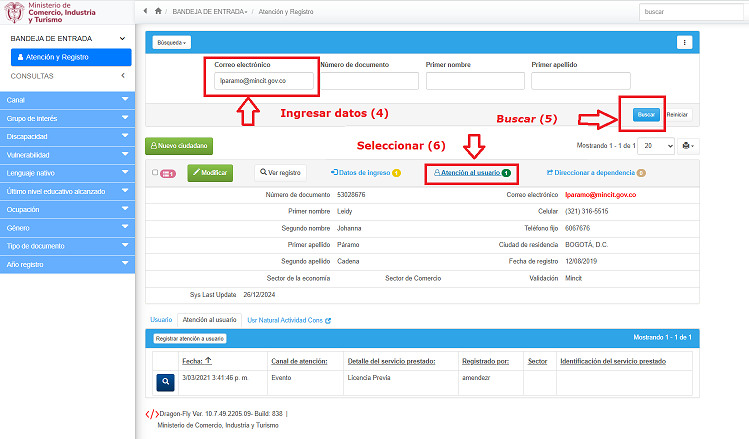 Ministerio de
Comercio, Industria
y Turismo
BANDEJA DE ENTRADA / Atención y Registro
buscar
BANDEJA DE ENTRADA
Atención y Registro
CONSULTAS
Canal
Grupo de interés
Discapacidad
Vulnerabilidad
Lenguaje nativo
Último nivel educativo alcanzado
Ocupación
Género
Tipo de documento
Año registro
Búsqueda
Correo electrónico Número de documento Primer nombre Primer apellido
lparamo@mincit.gov.co
Ingresar datos (4)
Buscar (5)
Buscar Reiniciar
Seleccionar (6)
Nuevo ciudadano
Mostrando 1 - 1 de 1 20
1 Modificar Ver registro Datos de ingreso 1 Atención al usuario 1 Direccionar a dependencia 0
Número de documento 53028676 Correo electrónico lparamo@mincit.gov.co
Primer nombre Leidy Celular (321) 316-5515
Segundo nombre Johanna Teléfono fijo 6067676
Primer apellido Páramo Ciudad de residencia BOGOTÁ, D.C.
Segundo apellido Cadena Fecha de registro 12/08/2019
Sector de la economía Sector de Comercio Validación Mincit
Sys Last Update 26/12/2024
Usuario Atención al usuario Usr Natural Actividad Cons
Registrar atención a usuario Mostrando 1 - 1 de 1
Fecha: Canal de atención: Detalle del servicio prestado: Registrado por: Sector Identificación del servicio prestado
3/03/2021 3:41:46 p. m. Evento Licencia Previa amendezr
</>Dragon-Fly Ver. 10.7.49.2205.09- Build: 838 |
Ministerio de Comercio, Industria y Turismo